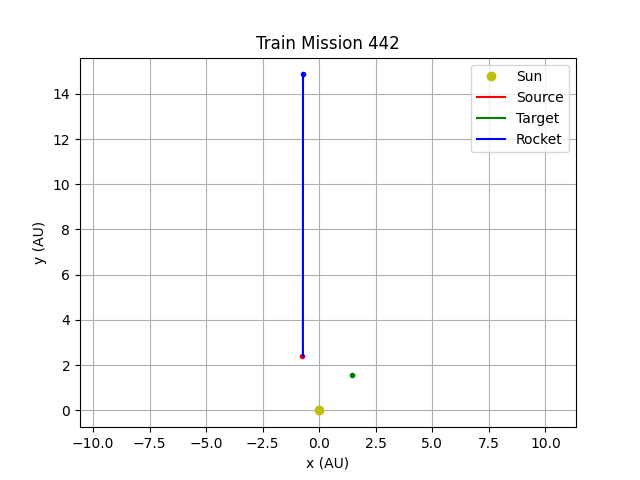 Train Mission 442
Sun
Source
Target
Rocket
14
12
10
8
6
4
2
0
y (AU)
−10.0 −7.5 −5.0 −2.5 0.0 2.5 5.0 7.5 10.0
x (AU)